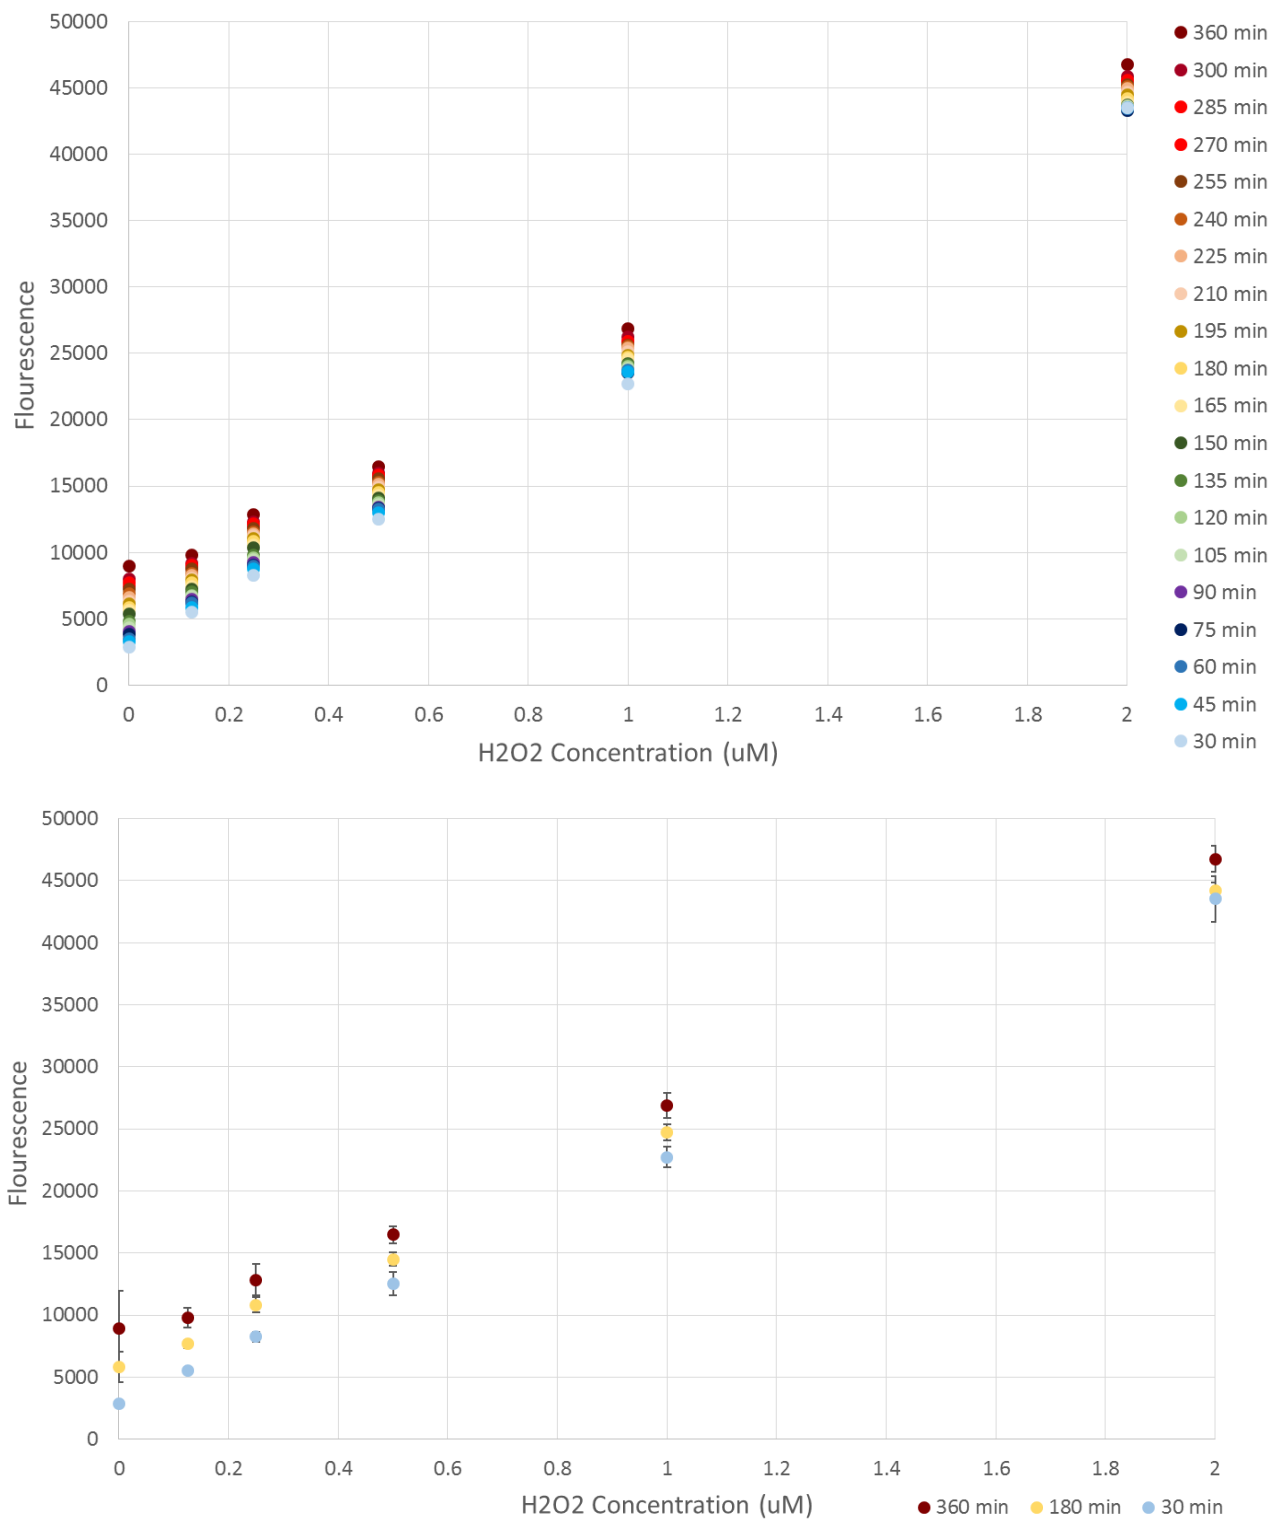 50000
45000
40000
35000
30000
25000
20000
15000
10000
5000
0
Flourescence
0 0.2 0.4 0.6 0.8 1 1.2 1.4 1.6 1.8 2
H2O2 Concentration (uM)
360 min
300 min
285 min
270 min
255 min
240 min
225 min
210 min
195 min
180 min
165 min
150 min
135 min
120 min
105 min
90 min
75 min
60 min
45 min
30 min
50000
45000
40000
35000
30000
25000
20000
15000
10000
5000
0
Flourescence
0 0.2 0.4 0.6 0.8 1 1.2 1.4 1.6 1.8 2
H2O2 Concentration (uM)
360 min 180 min 30 min